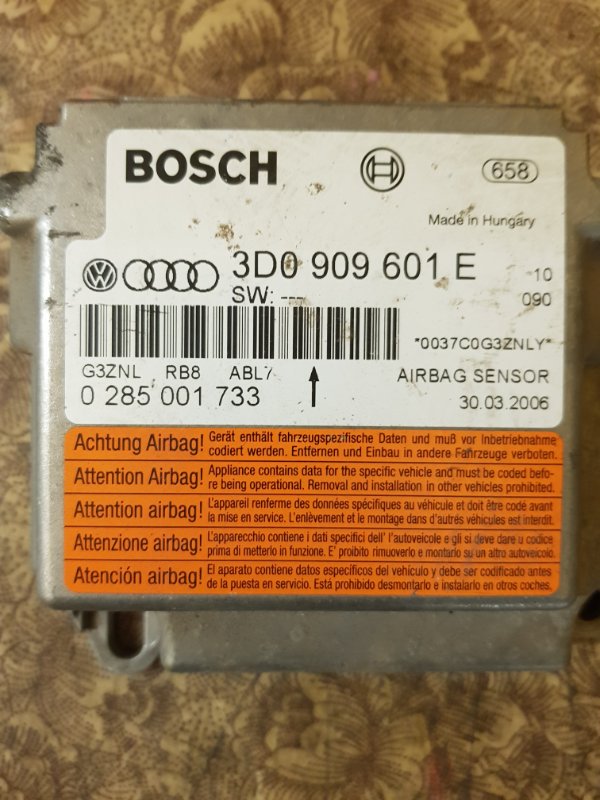 BOSCH
658
Made in Hungary
3D0 909 601 E
10
SW: ---
090
*0037C0G3ZNLY*
G3ZNL RB8 ABL7
AIRBAG SENSOR
0 285 001 733
30.03.2006
Achtung Airbag! Gerät enthält fahrzeugspezifische Daten und muß vor Inbetriebnahme
codiert werden. Entfernen und Einbau in andere Fahrzeuge verboten.
Attention Airbag! Appliance contains data for the specific vehicle and must be coded befo-
re being operational. Removal and installation in other vehicles prohibited.
Attention airbag! L'appareil renferme des données spécifiques au véhicule et doit être codé avant
la mise en service. L'enlèvement et le montage dans d'autrés véhicules est interdit.
Attenzione airbag! L'apparecchio contiene i dati specifici dell' l'autoveicolo e gli si deve dare u codice
prima di metterlo in funzione. E' proibito rimuoverlo e montarlo su un altro autoveicolo.
Atención airbag! El aparato contiene datos específicos del vehículo y debe ser codificado antes
de la puesta en servicio. Está prohibido desmontarlo e instalarlo en otros coches.